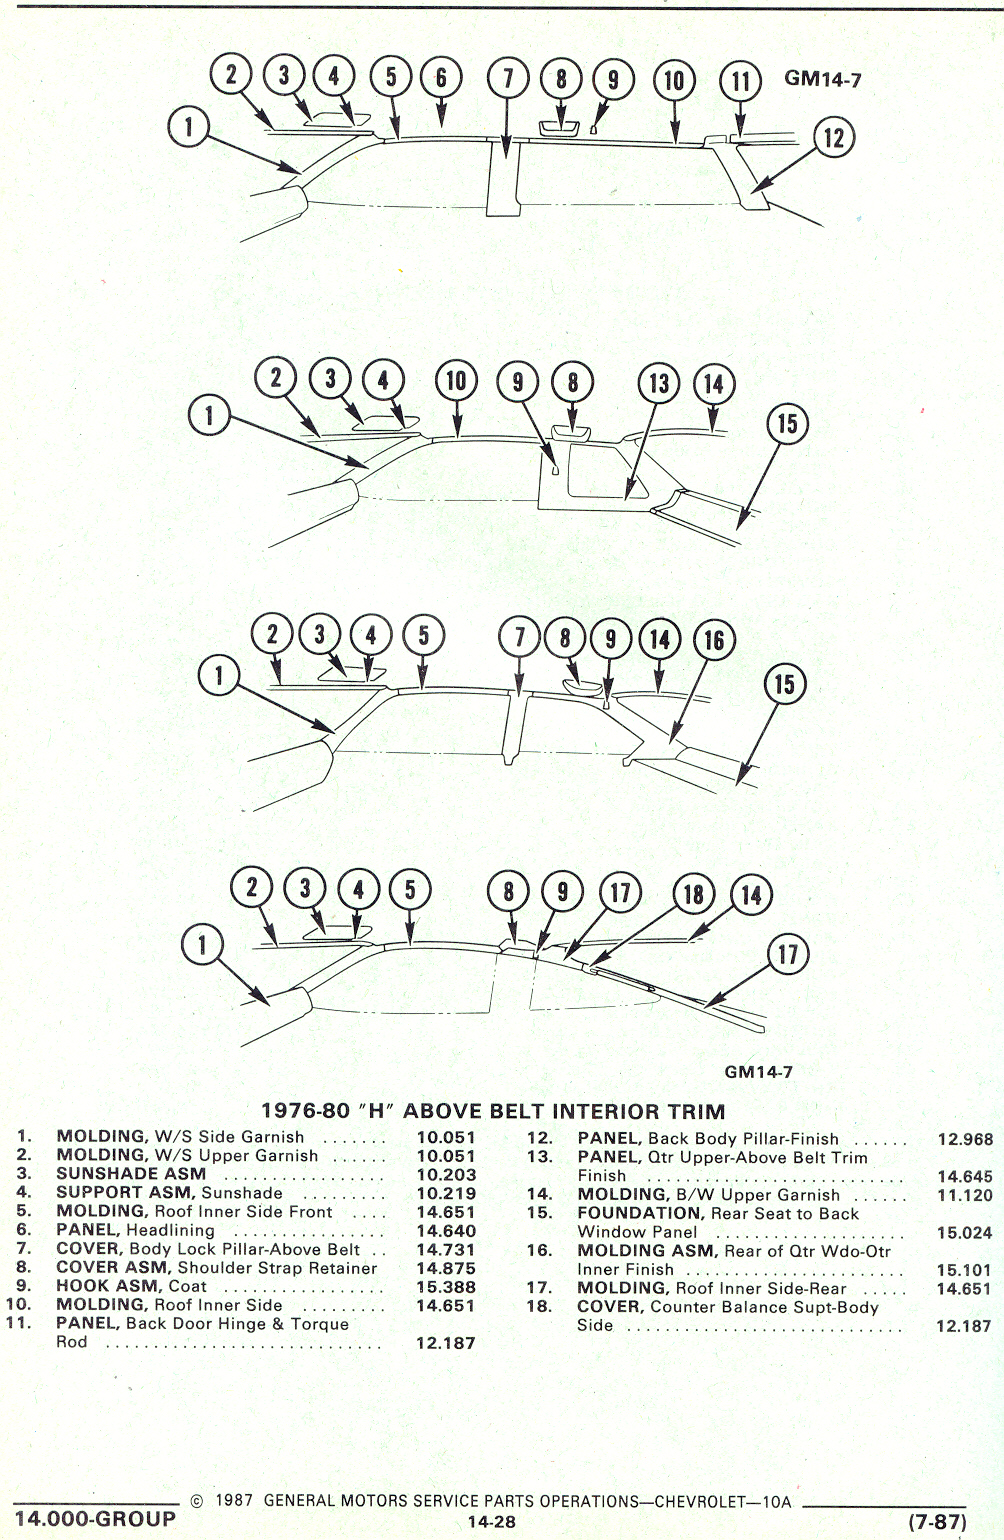 2 3 4 5 6 7 8 9 10 11 GM14-7
1 12
2 3 4 10 9 8 13 14
1 15
2 3 4 5 7 8 9 14 16
1 15
2 3 4 5 8 9 17 18 14
1 17
GM14-7
1976-80 "H" ABOVE BELT INTERIOR TRIM
1. MOLDING, W/S Side Garnish ....... 10.051
2. MOLDING, W/S Upper Garnish ...... 10.051
3. SUNSHADE ASM ................. 10.203
4. SUPPORT ASM, Sunshade ......... 10.219
5. MOLDING, Roof Inner Side Front .... 14.651
6. PANEL, Headlining ................ 14.640
7. COVER, Body Lock Pillar-Above Belt .. 14.731
8. COVER ASM, Shoulder Strap Retainer 14.875
9. HOOK ASM, Coat ................. 15.388
10. MOLDING, Roof Inner Side ......... 14.651
11. PANEL, Back Door Hinge & Torque
Rod ............................. 12.187
12. PANEL, Back Body Pillar-Finish ...... 12.968
13. PANEL, Qtr Upper-Above Belt Trim
Finish ........................... 14.645
14. MOLDING, B/W Upper Garnish ...... 11.120
15. FOUNDATION, Rear Seat to Back
Window Panel .................... 15.024
16. MOLDING ASM, Rear of Qtr Wdo-Qtr
Inner Finish ....................... 15.101
17. MOLDING, Roof Inner Side-Rear ..... 14.651
18. COVER, Counter Balance Supt-Body
Side ............................. 12.187
© 1987 GENERAL MOTORS SERVICE PARTS OPERATIONS—CHEVROLET—10A
14.000-GROUP 14-28 (7-87)